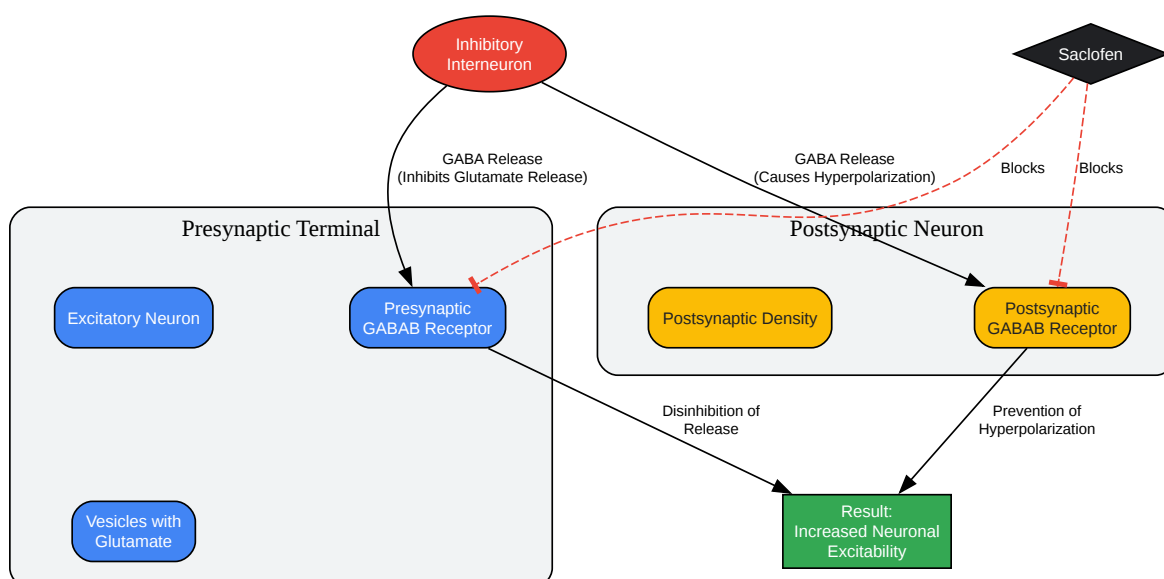 Inhibitory
Interneuron
Saclofen
GABA Release
(Inhibits Glutamate Release)
GABA Release
(Causes Hyperpolarization)
Blocks
Blocks
Presynaptic Terminal
Postsynaptic Neuron
Excitatory Neuron
Presynaptic
GABAB Receptor
Postsynaptic Density
Postsynaptic
GABAB Receptor
Disinhibition of
Release
Prevention of
Hyperpolarization
Vesicles with
Glutamate
Result:
Increased Neuronal
Excitability